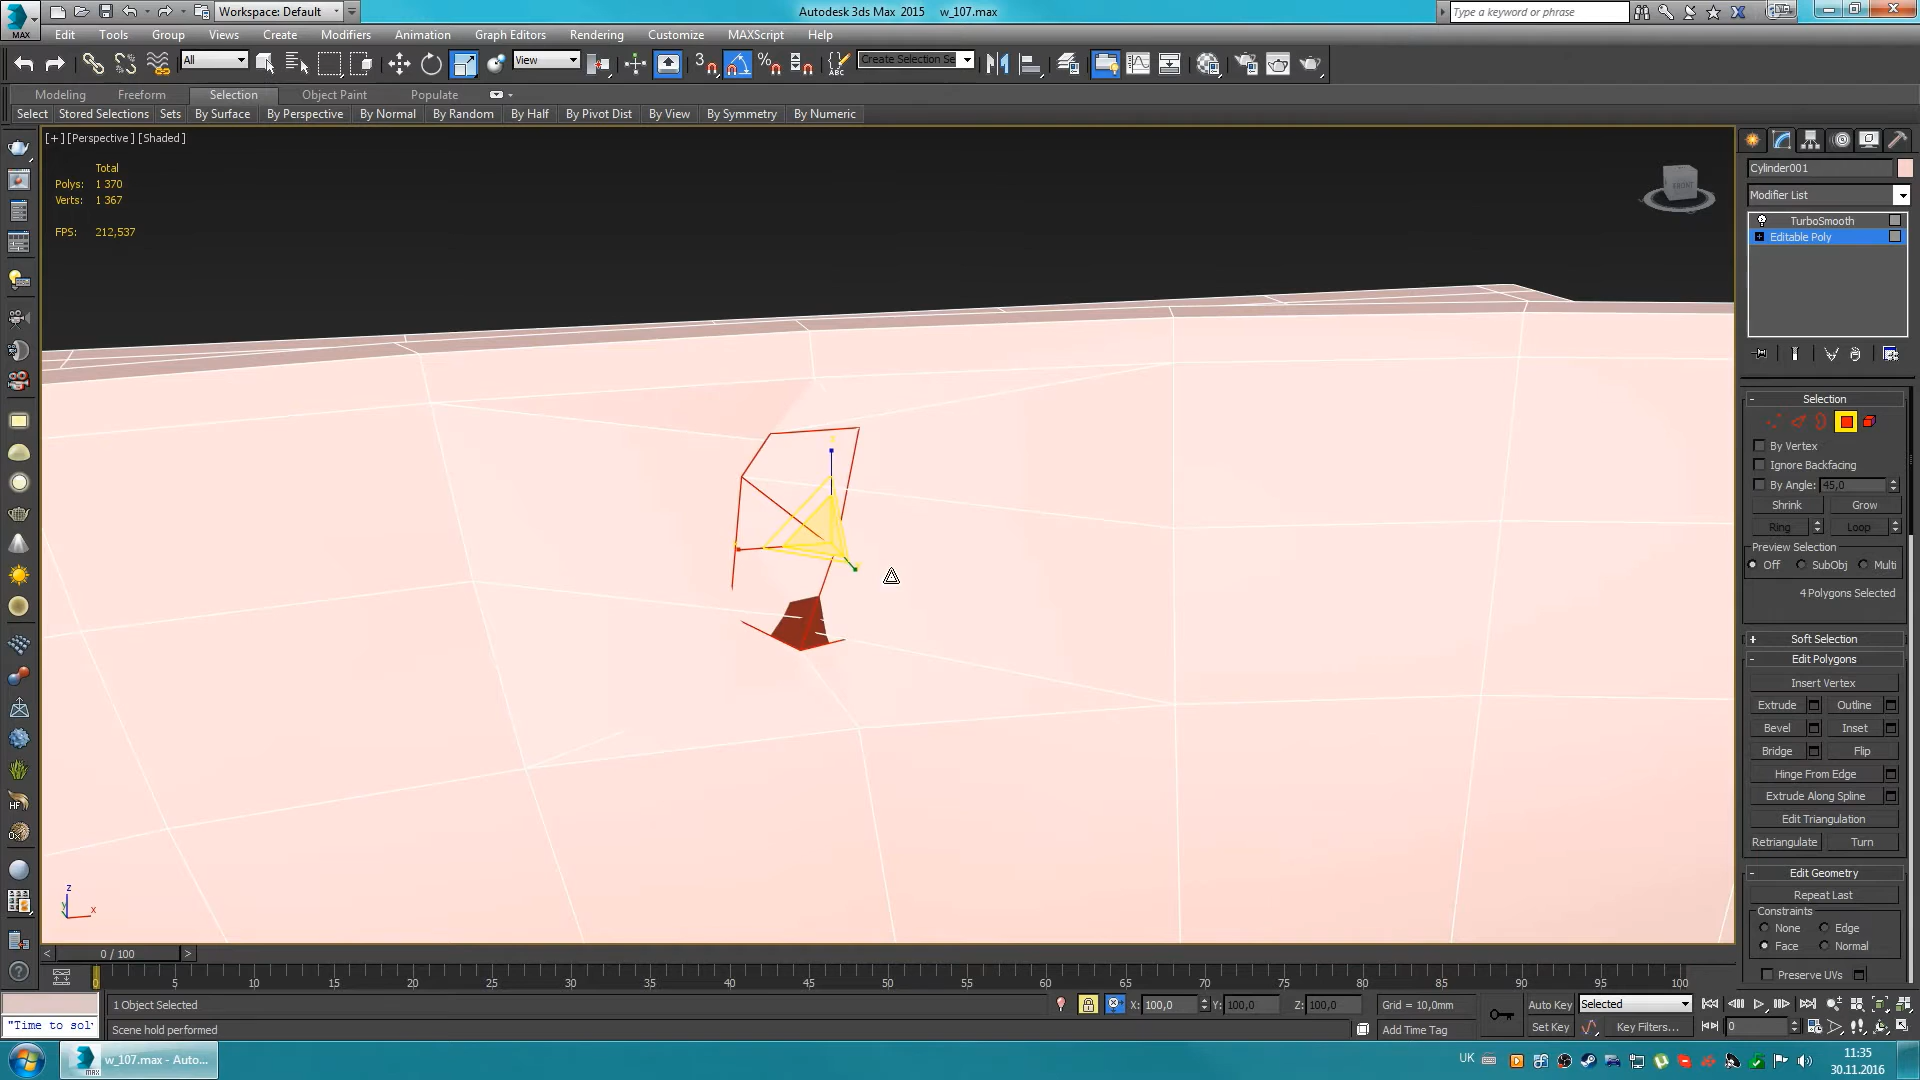 MAX
Workspace: Default
Autodesk 3ds Max 2015 w_107.max
Type a keyword or phrase
Edit Tools Group Views Create Modifiers Animation Graph Editors Rendering Customize MAXScript Help
All View 3 ABC Create Selection Se
Modeling Freeform Selection Object Paint Populate
Select Stored Selections Sets By Surface By Perspective By Normal By Random By Half By Pivot Dist By View By Symmetry By Numeric
[+] [Perspective] [Shaded]
Total
Polys: 1 370
Verts: 1 367
FPS: 212,537
FRONT
Cylinder001
Modifier List
TurboSmooth
Editable Poly
- Selection
By Vertex
Ignore Backfacing
By Angle: 45,0
Shrink Grow
Ring Loop
Preview Selection
Off SubObj Multi
4 Polygons Selected
+ Soft Selection
- Edit Polygons
Insert Vertex
Extrude Outline
Bevel Inset
Bridge Flip
Hinge From Edge
Extrude Along Spline
Edit Triangulation
Retriangulate Turn
- Edit Geometry
Repeat Last
Constraints
None Edge
Face Normal
Preserve UVs
HF
z
y x
< 0 / 100 >
0 5 10 15 20 25 30 35 40 45 50 55 60 65 70 75 80 85 90 95 100
1 Object Selected X: 100,0 Y: 100,0 Z: 100,0 Grid = 10,0mm Auto Key Selected
"Time to sol Scene hold performed Add Time Tag Set Key Key Filters... 0
w_107.max - Auto... UK 11:35
30.11.2016